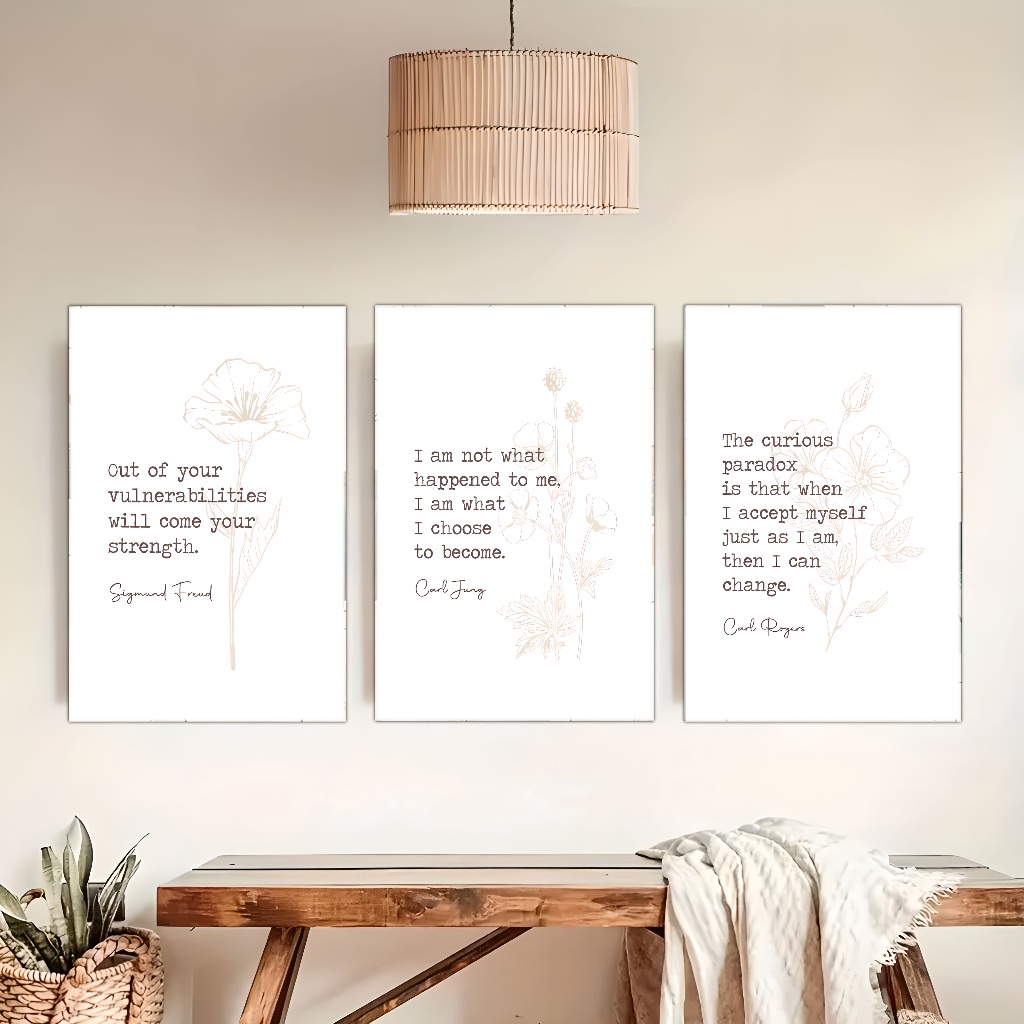 Out of your
vulnerabilities
will come your
strength.
Sigmund Freud
I am not what
happened to me,
I am what
I choose
to become.
Carl Jung
The curious
paradox
is that when
I accept myself
just as I am,
then I can
change.
Carl Rogers